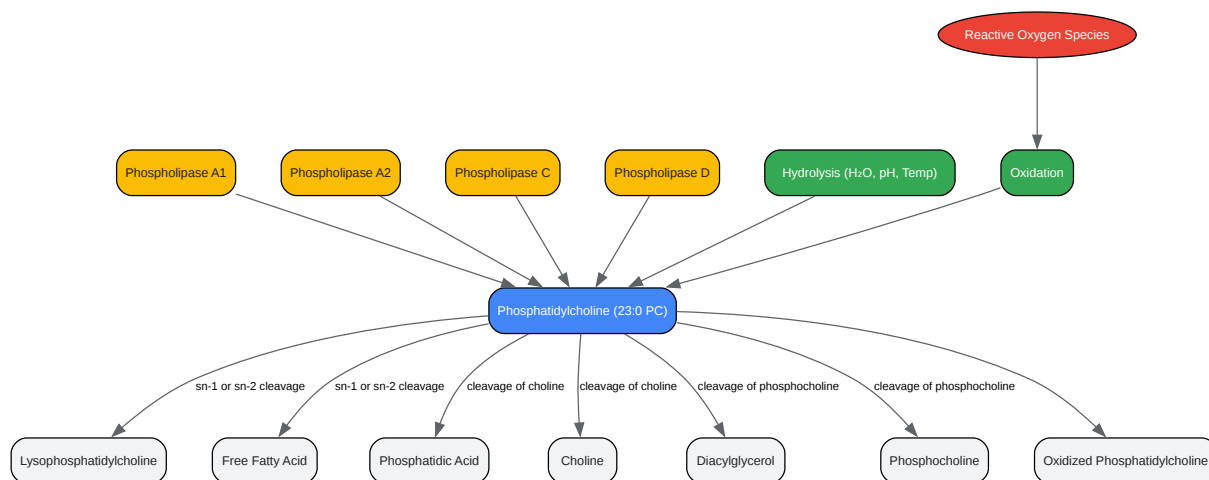 Reactive Oxygen Species
Phospholipase A1
Phospholipase A2
Phospholipase C
Phospholipase D
Hydrolysis (H₂O, pH, Temp)
Oxidation
Phosphatidylcholine (23:0 PC)
sn-1 or sn-2 cleavage
sn-1 or sn-2 cleavage
cleavage of choline
cleavage of choline
cleavage of phosphocholine
cleavage of phosphocholine
Lysophosphatidylcholine
Free Fatty Acid
Phosphatidic Acid
Choline
Diacylglycerol
Phosphocholine
Oxidized Phosphatidylcholine